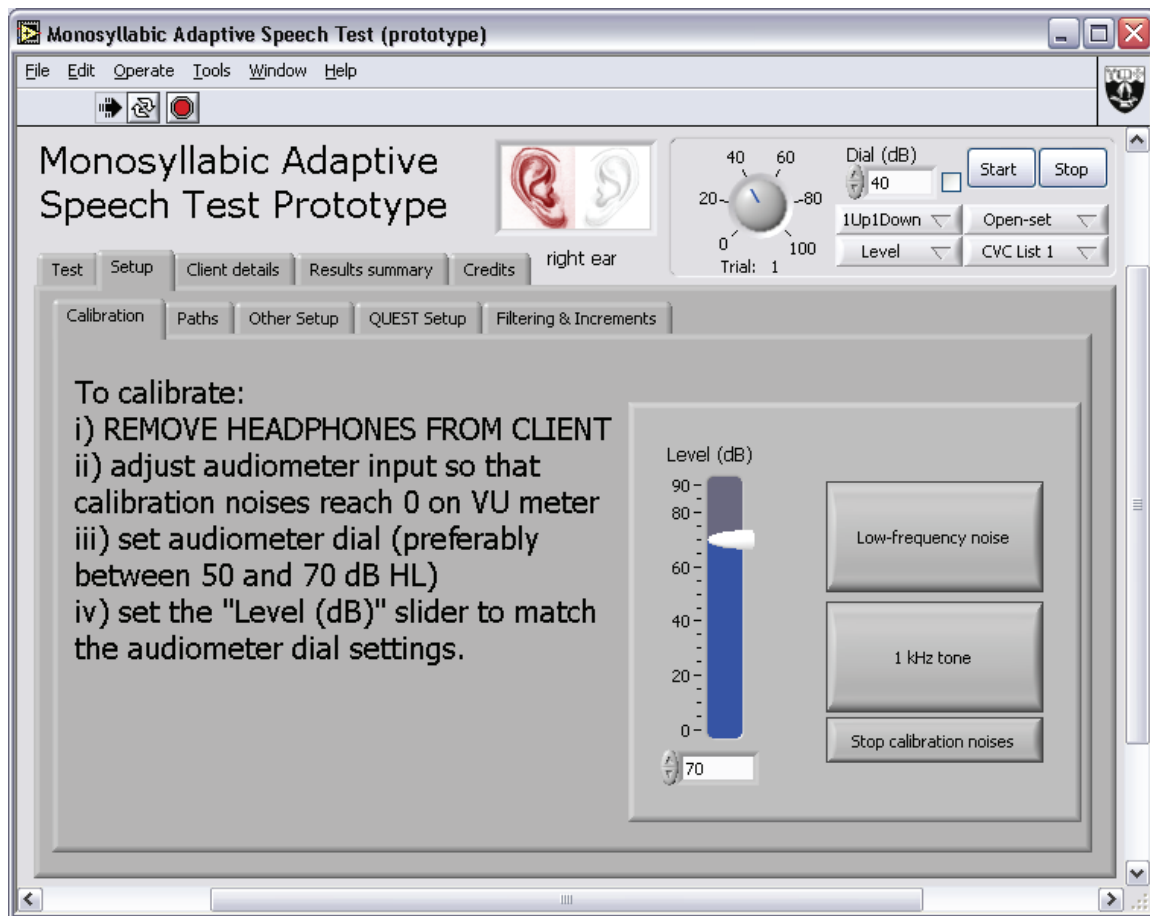 Monosyllabic Adaptive Speech Test (prototype)
File Edit Operate Tools Window Help
Monosyllabic Adaptive
Speech Test Prototype
right ear
40 60
20 80
0 100
Trial: 1
Dial (dB)
40
Start Stop
1Up1Down Open-set
Level CVC List 1
Test Setup Client details Results summary Credits
Calibration Paths Other Setup QUEST Setup Filtering & Increments
To calibrate:
i) REMOVE HEADPHONES FROM CLIENT
ii) adjust audiometer input so that
calibration noises reach 0 on VU meter
iii) set audiometer dial (preferably
between 50 and 70 dB HL)
iv) set the "Level (dB)" slider to match
the audiometer dial settings.
Level (dB)
90
80
60
40
20
0
70
Low-frequency noise
1 kHz tone
Stop calibration noises